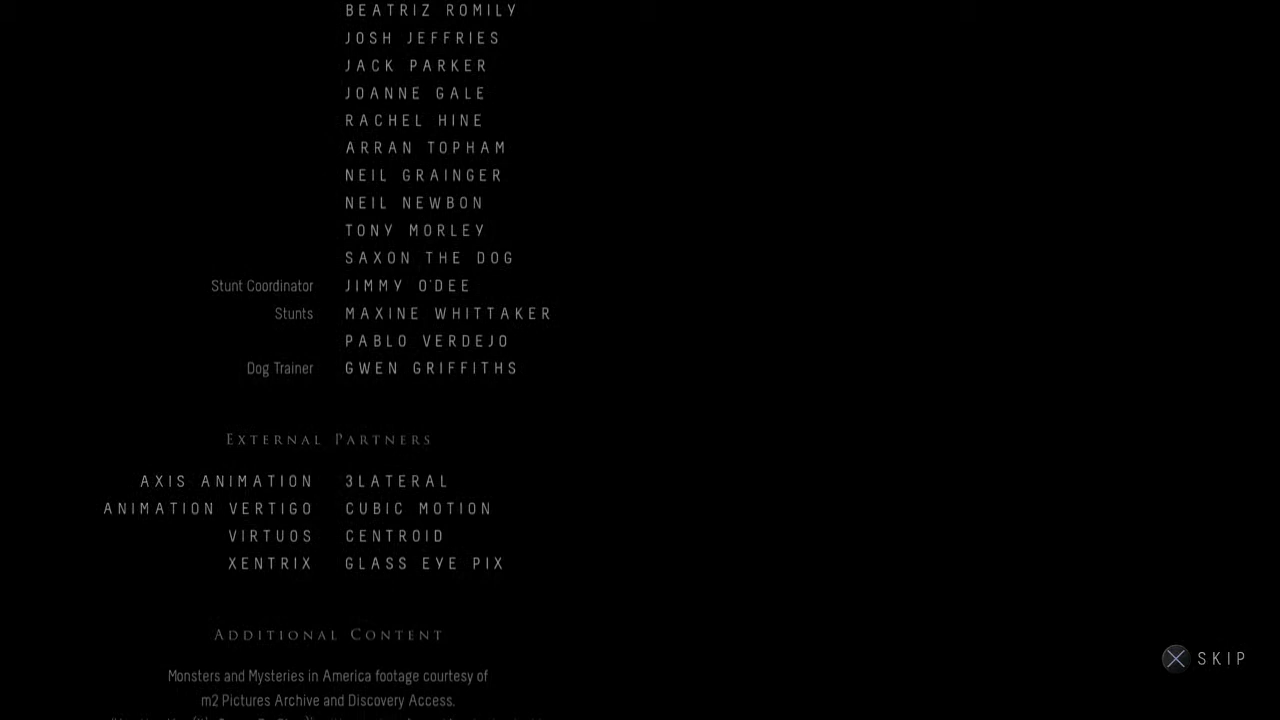 BEATRIZ ROMILY
JOSH JEFFRIES
JACK PARKER
JOANNE GALE
RACHEL HINE
ARRAN TOPHAM
NEIL GRAINGER
NEIL NEWBON
TONY MORLEY
SAXON THE DOG
Stunt Coordinator JIMMY O'DEE
Stunts MAXINE WHITTAKER
PABLO VERDEJO
Dog Trainer GWEN GRIFFITHS
EXTERNAL PARTNERS
AXIS ANIMATION 3LATERAL
ANIMATION VERTIGO CUBIC MOTION
VIRTUOS CENTROID
XENTRIX GLASS EYE PIX
ADDITIONAL CONTENT
Monsters and Mysteries in America footage courtesy of
m2 Pictures Archive and Discovery Access.
SKIP